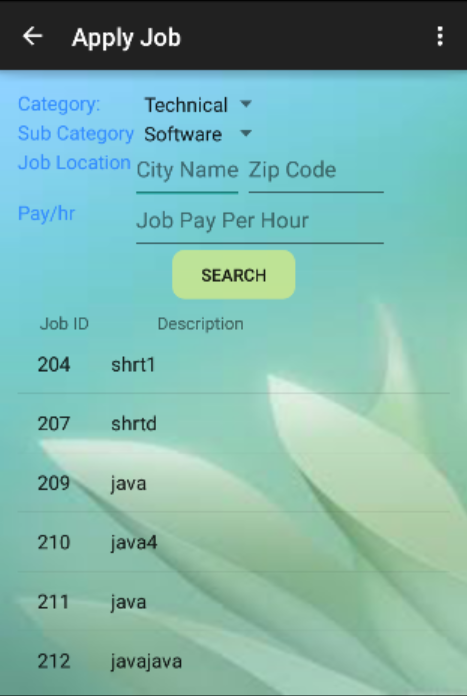 Apply Job
Category: Technical
Sub Category Software
Job Location City Name Zip Code
Pay/hr Job Pay Per Hour
SEARCH
Job ID Description
204 shrt1
207 shrtd
209 java
210 java4
211 java
212 javajava